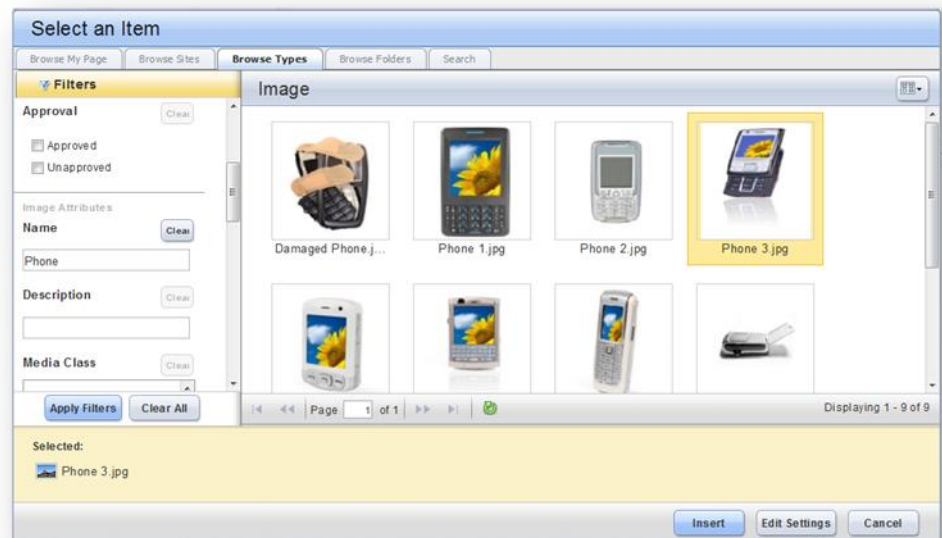 Select an Item
Browse My Page Browse Sites Browse Types Browse Folders Search
Filters
Image
Approval Clear
Approved
Unapproved
Image Attributes
Name Clear
Phone
Description Clear
Media Class Clear
Apply Filters Clear All
Damaged Phone.j... Phone 1.jpg Phone 2.jpg Phone 3.jpg
Page 1 of 1 Displaying 1 - 9 of 9
Selected:
Phone 3.jpg
Insert Edit Settings Cancel